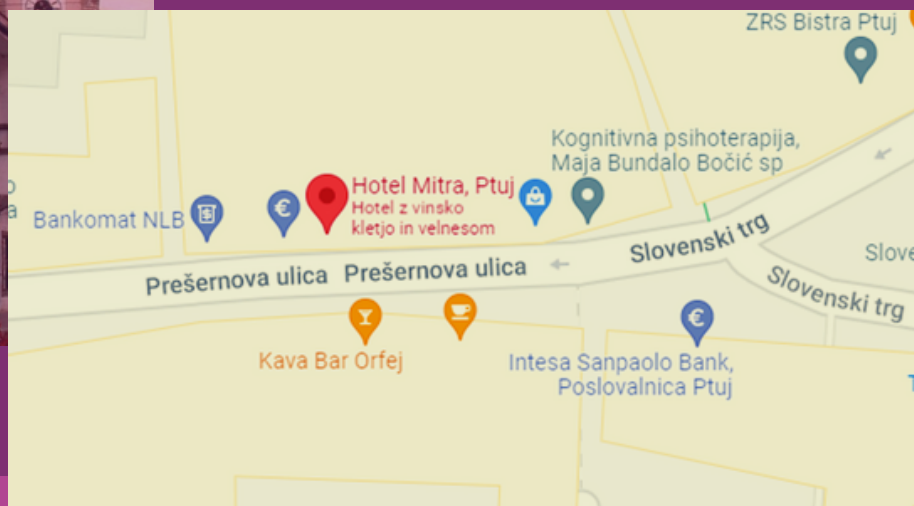 ZRS Bistra Ptuj
Kognitivna psihoterapija,
Maja Bundalo Bočić sp
Hotel Mitra, Ptuj
Hotel z vinsko
kletjo in velnesom
Bankomat NLB
Slovenski trg
Prešernova ulica Prešernova ulica
Slovenski trg
Kava Bar Orfej
Intesa Sanpaolo Bank,
Poslovalnica Ptuj